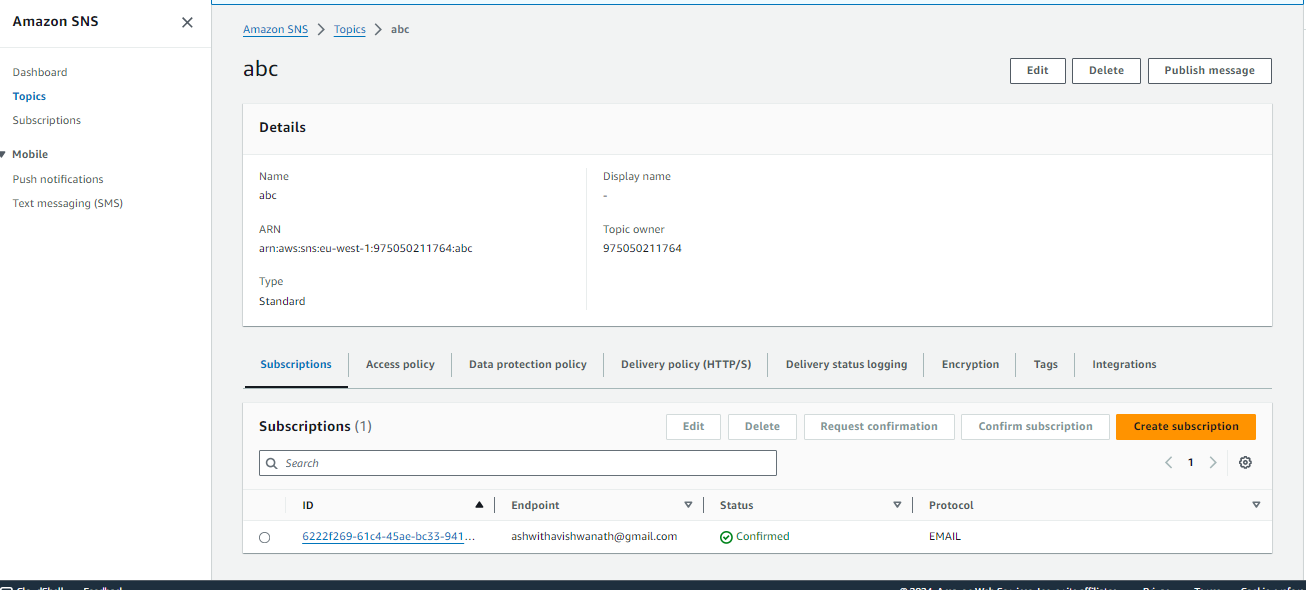 Amazon SNS
Dashboard
Topics
Subscriptions
Mobile
Push notifications
Text messaging (SMS)
Amazon SNS > Topics > abc
abc
Edit Delete Publish message
Details
Name
abc
ARN
arn:aws:sns:eu-west-1:975050211764:abc
Type
Standard
Display name
-
Topic owner
975050211764
Subscriptions Access policy Data protection policy Delivery policy (HTTP/S) Delivery status logging Encryption Tags Integrations
Subscriptions (1) Edit Delete Request confirmation Confirm subscription Create subscription
Search 1
ID Endpoint Status Protocol
6222f269-61c4-45ae-bc33-941... ashwithavishwanath@gmail.com Confirmed EMAIL